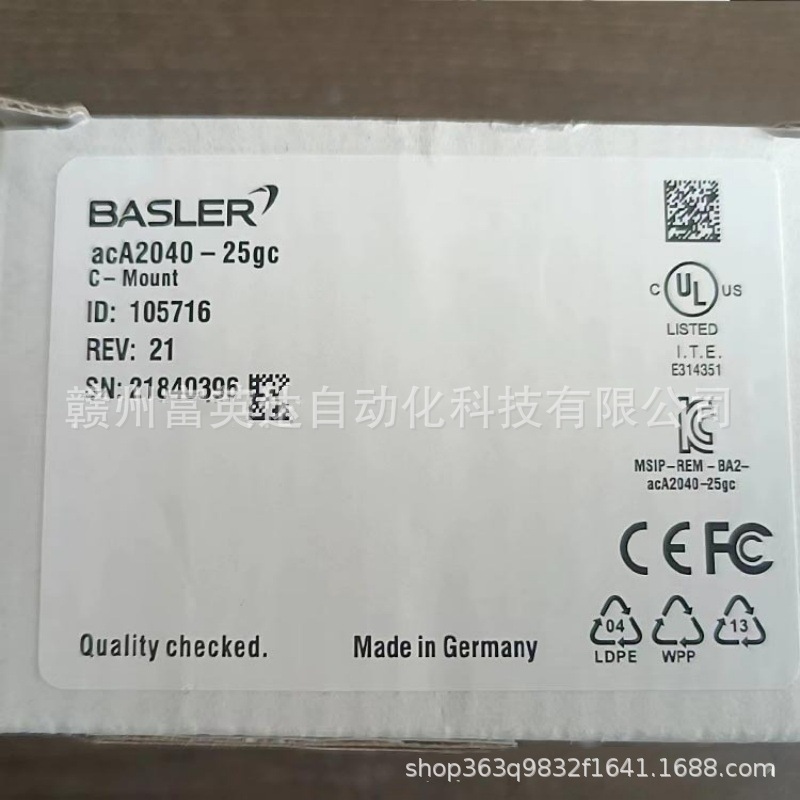 BASLER
acA2040-25gc
C-Mount
ID: 105716
REV: 21
SN: 21840396
赣州富英达自动化科技有限公司
C UL US
LISTED
I.T.E.
E314351
MSIP-REM-BA2-
acA2040-25gc
CE FC
04 13
LDPE WPP
Quality checked. Made in Germany
shop363q9832f1641.1688.com